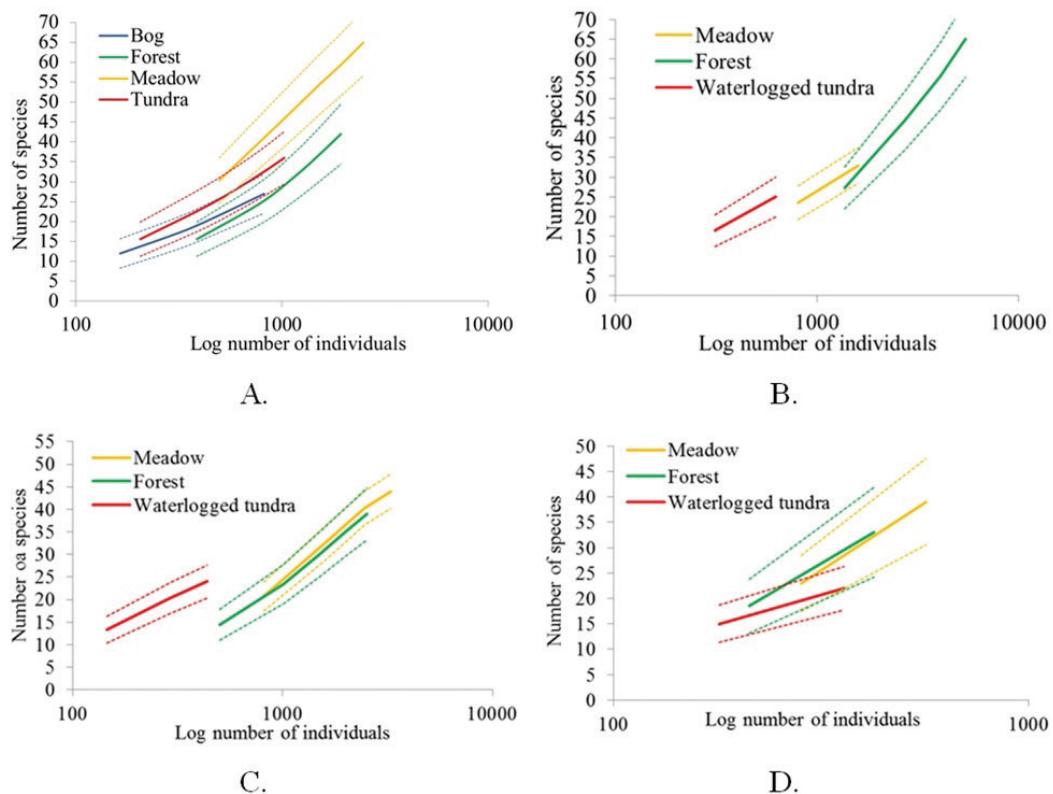 70
65
60
55
50
45
40
35
30
25
20
15
10
5
0
Number of species
Bog
Forest
Meadow
Tundra
100
1000
10000
Log number of individuals
A.
70
65
60
55
50
45
40
35
30
25
20
15
10
5
0
Number of species
Meadow
Forest
Waterlogged tundra
100
1000
10000
Log number of individuals
B.
55
50
45
40
35
30
25
20
15
10
5
0
Number oa species
Meadow
Forest
Waterlogged tundra
100
1000
10000
Log number of individuals
C.
50
45
40
35
30
25
20
15
10
5
0
Number of species
Meadow
Forest
Waterlogged tundra
100
1000
Log number of individuals
D.